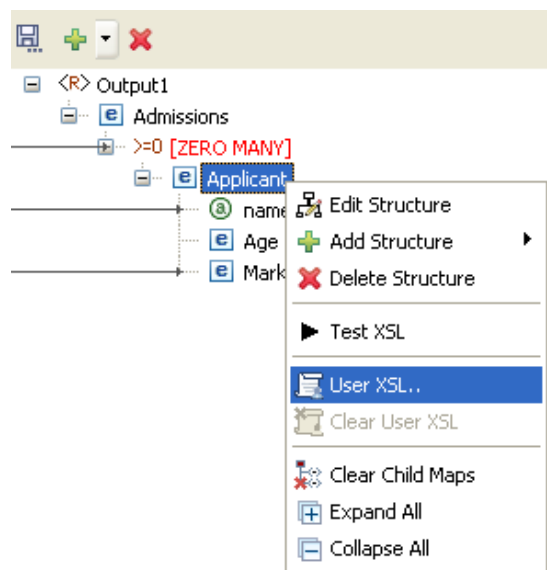 <R> Output1
e Admissions
>=0 [ZERO MANY]
e Applicant
a name
e Age
e Mark
Edit Structure
Add Structure
Delete Structure
Test XSL
User XSL..
Clear User XSL
Clear Child Maps
Expand All
Collapse All